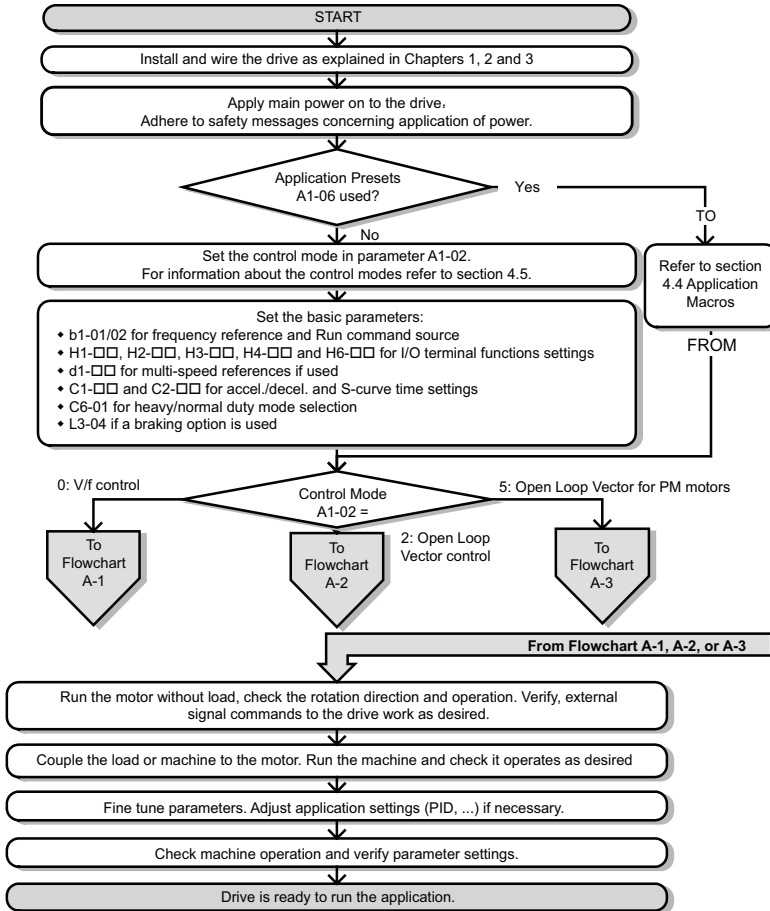 START
Install and wire the drive as explained in Chapters 1, 2 and 3
Apply main power on to the drive.
Adhere to safety messages concerning application of power.
Application Presets
A1-06 used?
Yes
TO
No
Set the control mode in parameter A1-02.
For information about the control modes refer to section 4.5.
Refer to section
4.4 Application
Macros
FROM
Set the basic parameters:
◆ b1-01/02 for frequency reference and Run command source
◆ H1-□□, H2-□□, H3-□□, H4-□□ and H6-□□ for I/O terminal functions settings
◆ d1-□□ for multi-speed references if used
◆ C1-□□ and C2-□□ for accel./decel. and S-curve time settings
◆ C6-01 for heavy/normal duty mode selection
◆ L3-04 if a braking option is used
0: V/f control
Control Mode
A1-02 =
5: Open Loop Vector for PM motors
2: Open Loop
Vector control
To
Flowchart
A-1
To
Flowchart
A-2
To
Flowchart
A-3
From Flowchart A-1, A-2, or A-3
Run the motor without load, check the rotation direction and operation. Verify, external
signal commands to the drive work as desired.
Couple the load or machine to the motor. Run the machine and check it operates as desired
Fine tune parameters. Adjust application settings (PID, ...) if necessary.
Check machine operation and verify parameter settings.
Drive is ready to run the application.